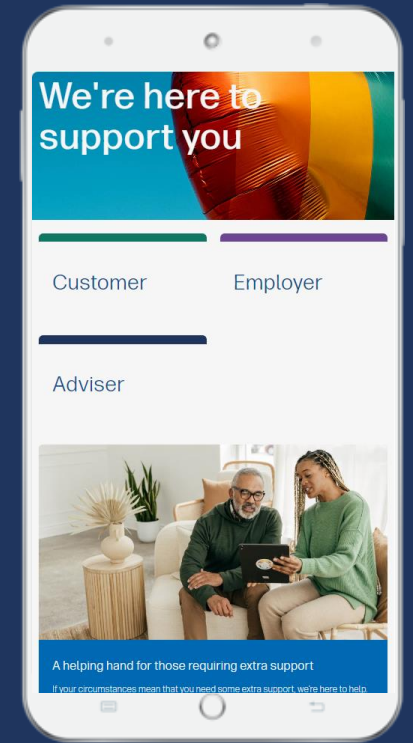 We're here to
support you
Customer
Employer
Adviser
A helping hand for those requiring extra support
If your circumstances mean that you need some extra support, we're here to help.